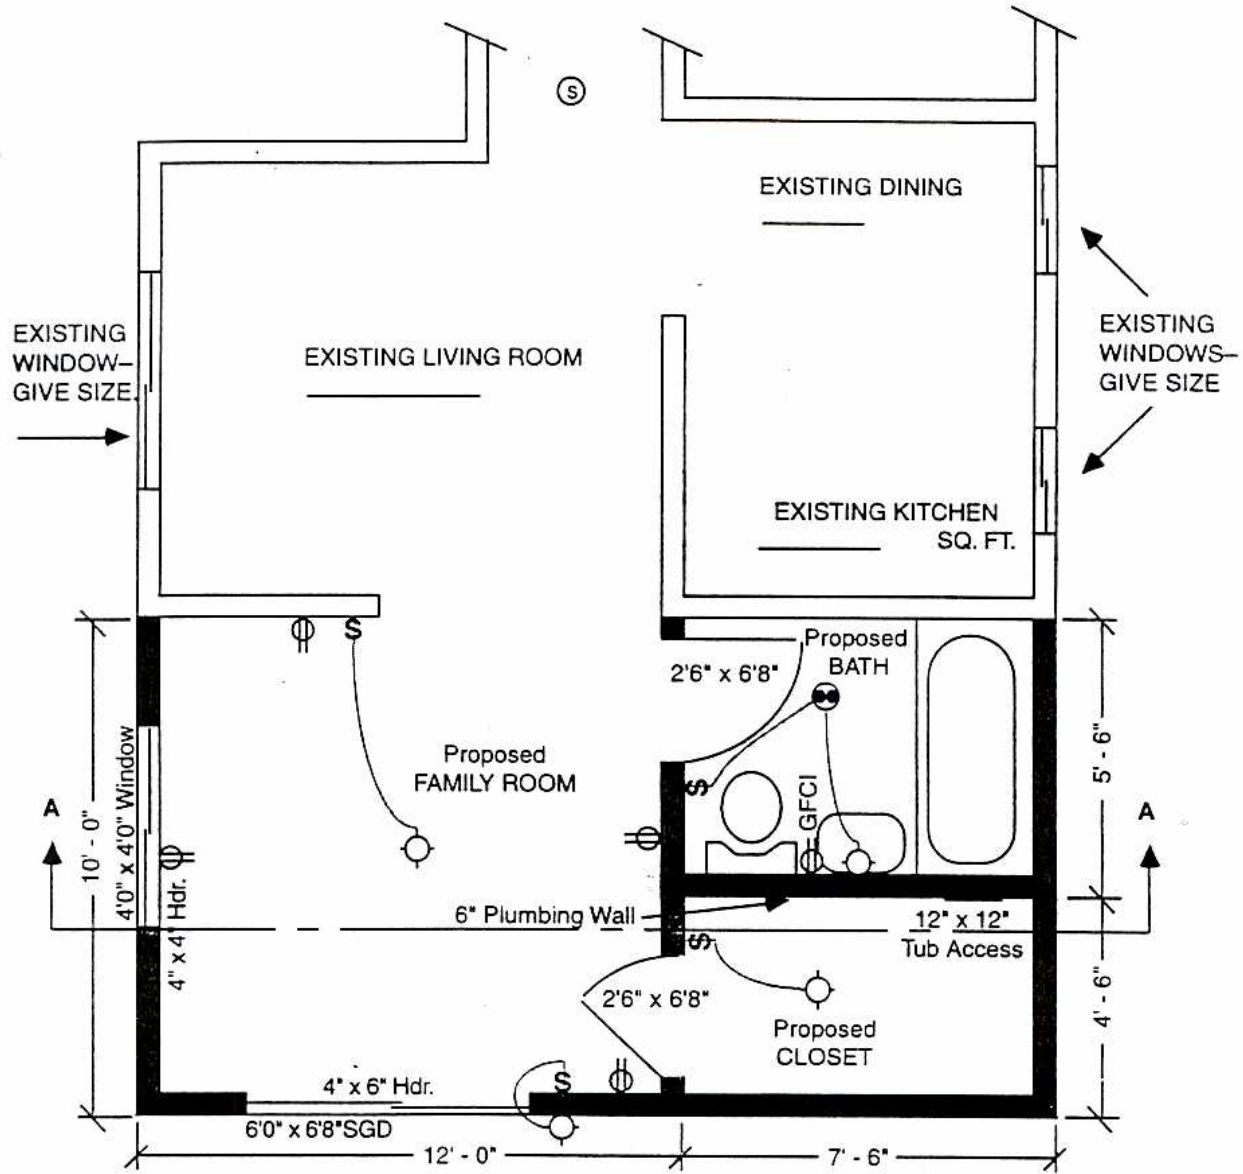 S
EXISTING DINING
EXISTING
WINDOW–
GIVE SIZE.
EXISTING LIVING ROOM
EXISTING
WINDOWS–
GIVE SIZE
EXISTING KITCHEN
SQ. FT.
S
Proposed
BATH
2'6" x 6'8"
Proposed
FAMILY ROOM
S
GFCI
4'0" x 4'0" Window
4" x 4" Hdr.
10' - 0"
5' - 6"
A
A
6" Plumbing Wall
12" x 12"
Tub Access
S
2'6" x 6'8"
4' - 6"
Proposed
CLOSET
4" x 6" Hdr.
S
6'0" x 6'8"SGD
12' - 0"
7' - 6"